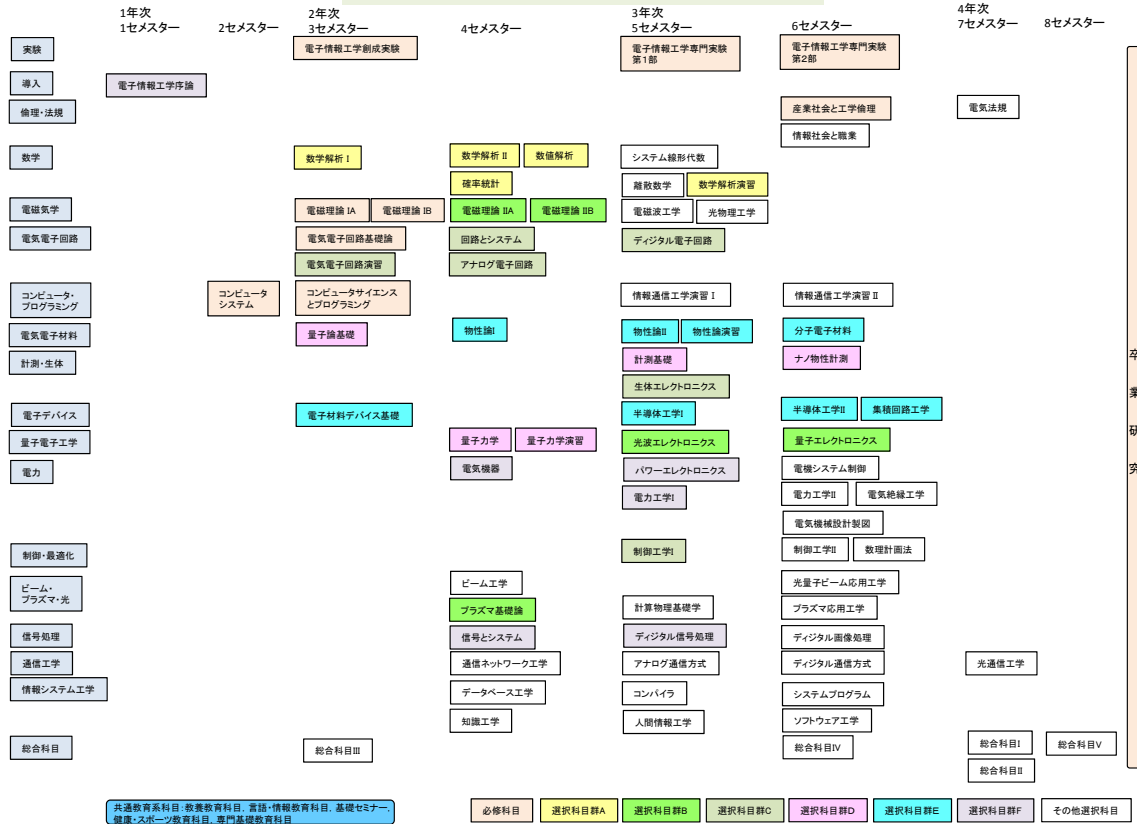 1年次
2年次
3年次
4年次
1セメスター
2セメスター
3セメスター
4セメスター
5セメスター
6セメスター
7セメスター
8セメスター
実験
電子情報工学創成実験
電子情報工学専門実験
第1部
電子情報工学専門実験
第2部
導入
電子情報工学序論
倫理・法規
産業社会と工学倫理
電気法規
情報社会と職業
数学
数学解析 I
数学解析 II
数値解析
システム線形代数
確率統計
離散数学
数学解析演習
電磁気学
電磁理論 IA
電磁理論 IB
電磁理論 IIA
電磁理論 IIB
電磁波工学
光物理工学
電気電子回路
電気電子回路基礎論
回路とシステム
ディジタル電子回路
電気電子回路演習
アナログ電子回路
コンピュータ・
プログラミング
コンピュータ
システム
コンピュータサイエンス
とプログラミング
情報通信工学演習 I
情報通信工学演習 II
電気電子材料
量子論基礎
物性論I
物性論II
物性論演習
分子電子材料
計測・生体
計測基礎
ナノ物性計測
生体エレクトロニクス
電子デバイス
電子材料デバイス基礎
半導体工学I
半導体工学II
集積回路工学
量子電子工学
量子力学
量子力学演習
光波エレクトロニクス
量子エレクトロニクス
電力
電気機器
パワーエレクトロニクス
電機システム制御
電力工学I
電力工学II
電気絶縁工学
電気機械設計製図
制御・最適化
制御工学I
制御工学II
数理計画法
ビーム・
プラズマ・光
ビーム工学
光量子ビーム応用工学
プラズマ基礎論
計算物理基礎学
プラズマ応用工学
信号処理
信号とシステム
ディジタル信号処理
ディジタル画像処理
通信工学
通信ネットワーク工学
アナログ通信方式
ディジタル通信方式
光通信工学
情報システム工学
データベース工学
コンパイラ
システムプログラム
知識工学
人間情報工学
ソフトウェア工学
総合科目
総合科目III
総合科目IV
総合科目I
総合科目V
総合科目II
卒
業
研
究
共通教育系科目：教養教育科目，言語・情報教育科目，基礎セミナー，
健康・スポーツ教育科目，専門基礎教育科目
必修科目
選択科目群A
選択科目群B
選択科目群C
選択科目群D
選択科目群E
選択科目群F
その他選択科目